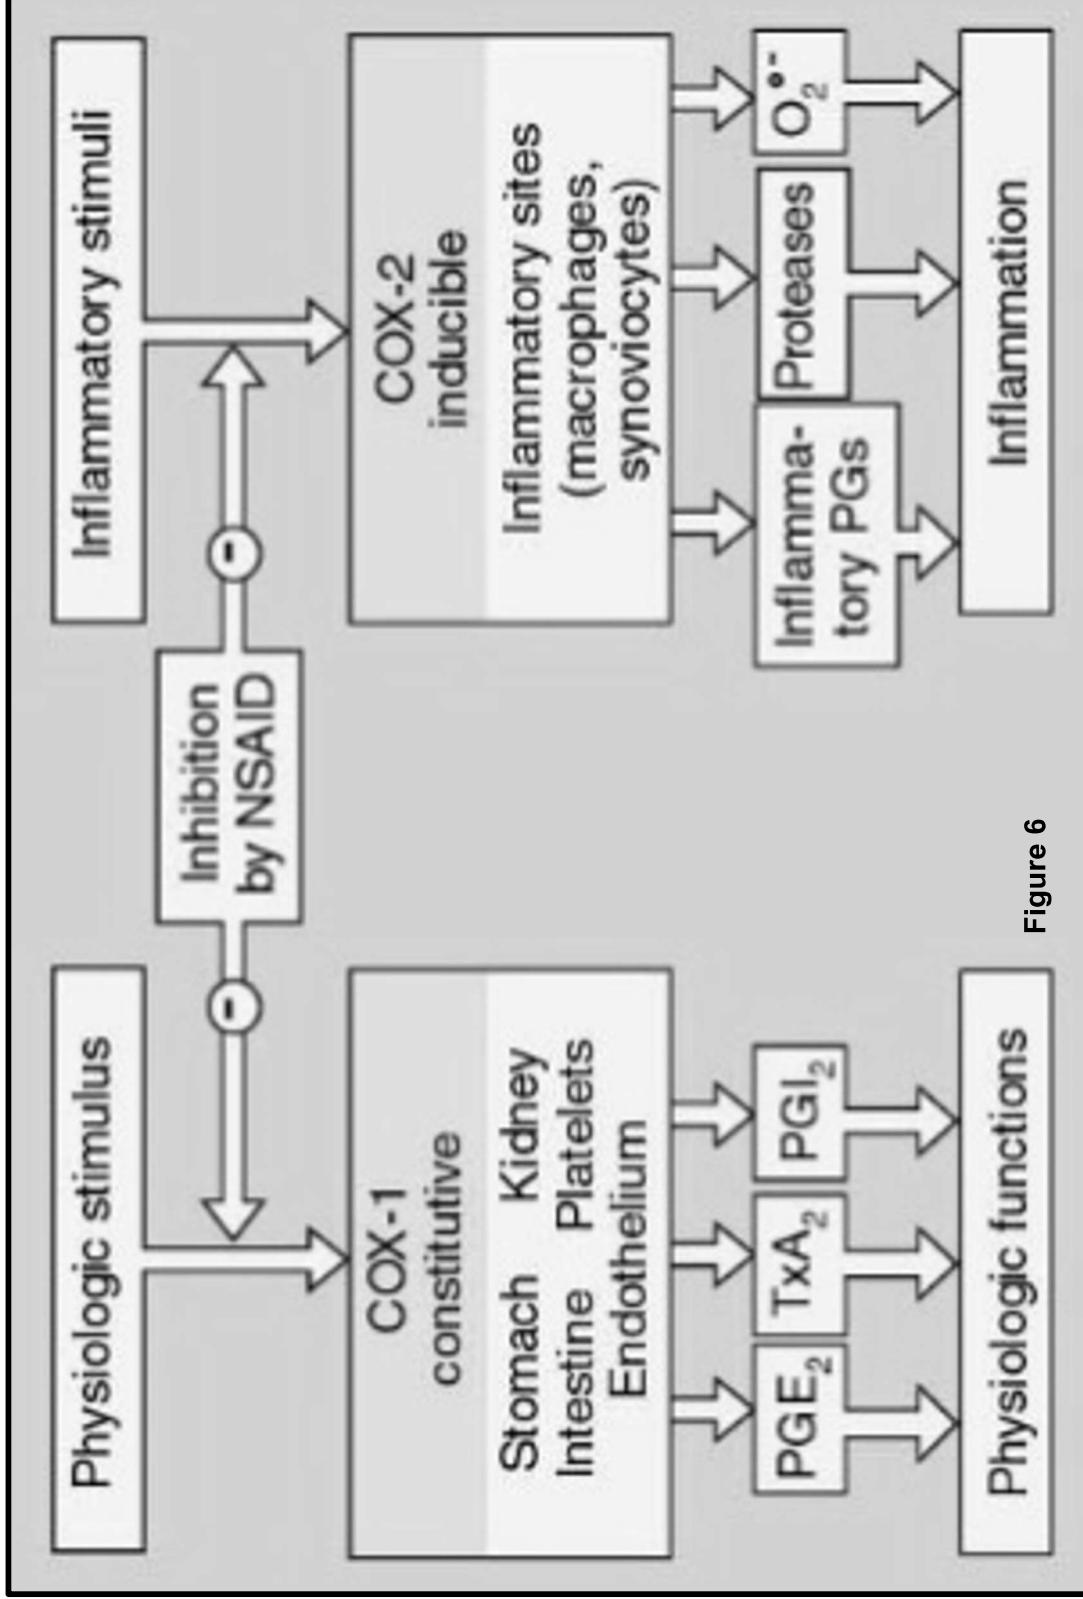 Physiologic stimulus
Inflammatory stimuli
Inhibition
by NSAID
-
-
COX-1
constitutive
Stomach Kidney
Intestine Platelets
Endothelium
COX-2
inducible
Inflammatory sites
(macrophages,
synoviocytes)
PGE₂
TxA₂
PGI₂
Inflamma-
tory PGs
Proteases
O₂•-
Physiologic functions
Inflammation
Figure 6